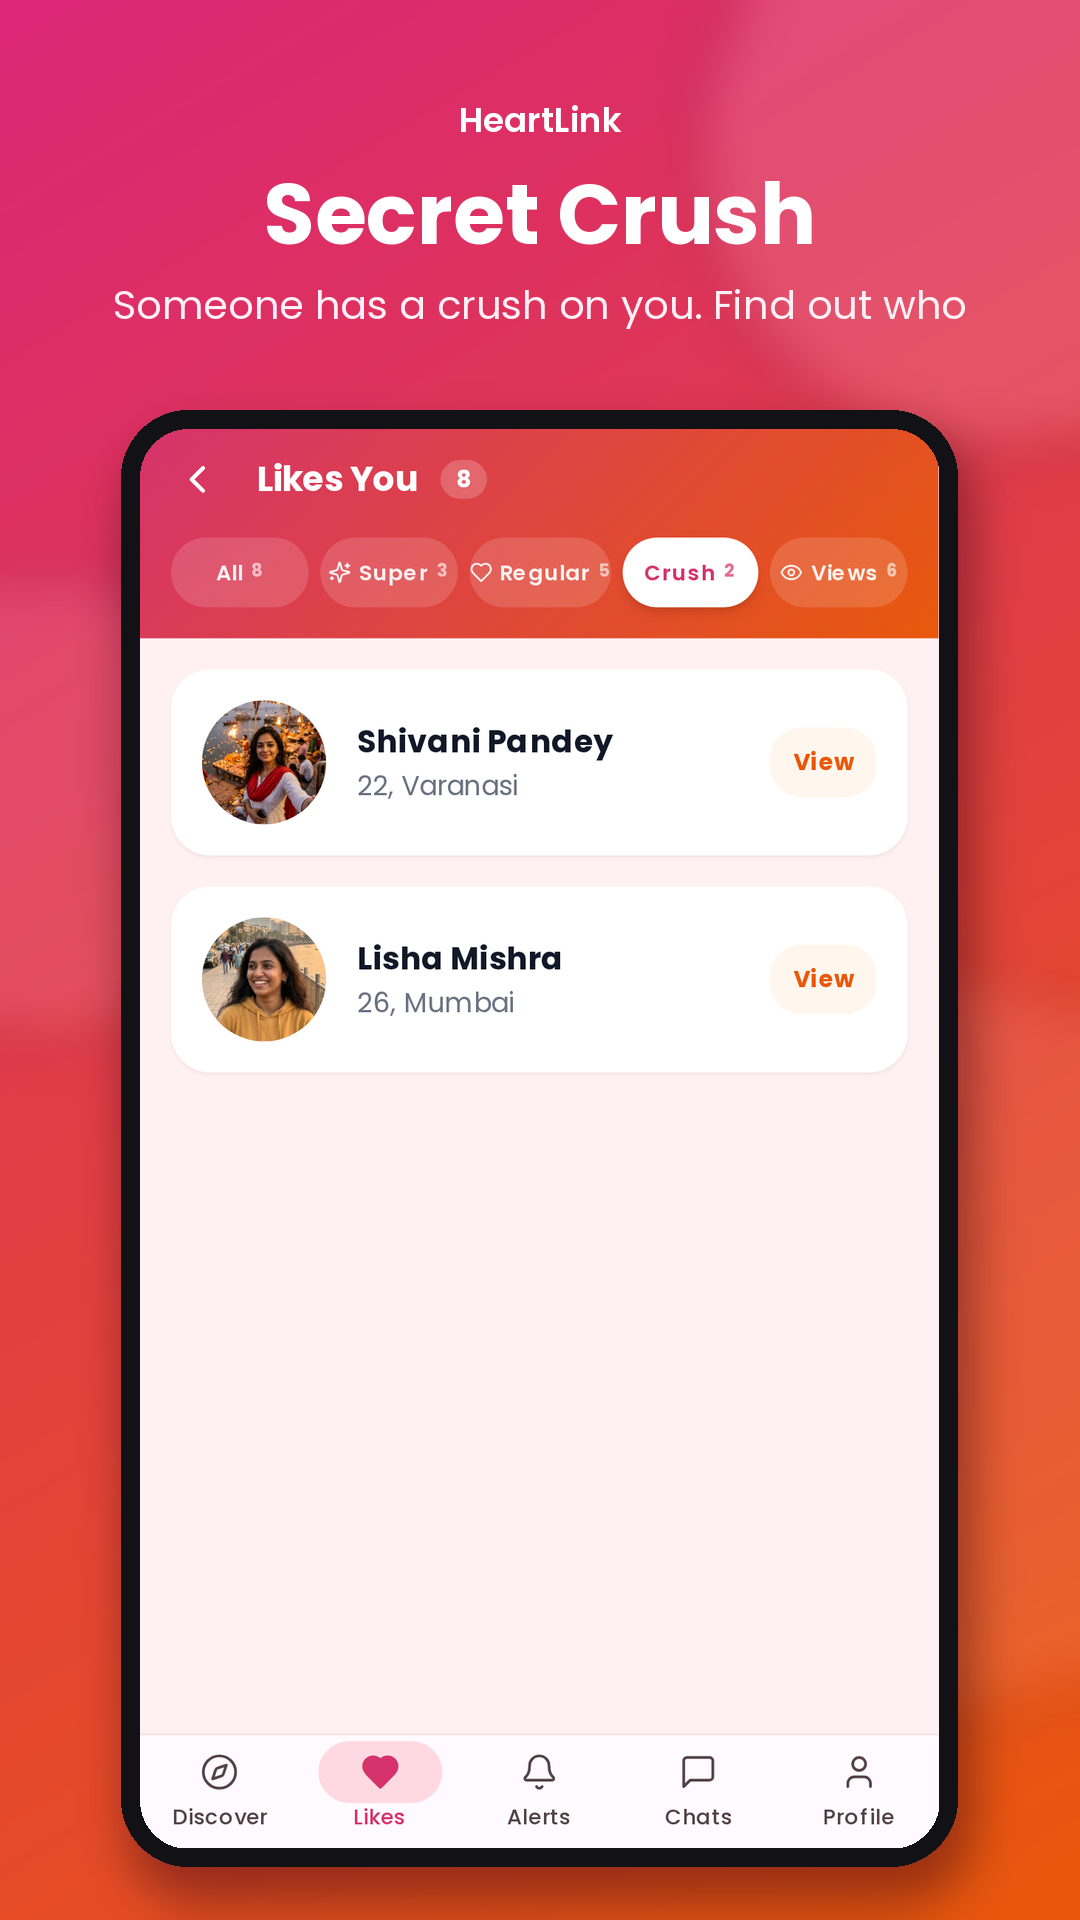 HeartLink
Secret Crush
Someone has a crush on you. Find out who
Likes You 8
All 8 Super 3 Regular 5 Crush 2 Views 6
Shivani Pandey
22, Varanasi
View
Lisha Mishra
26, Mumbai
View
Discover Likes Alerts Chats Profile